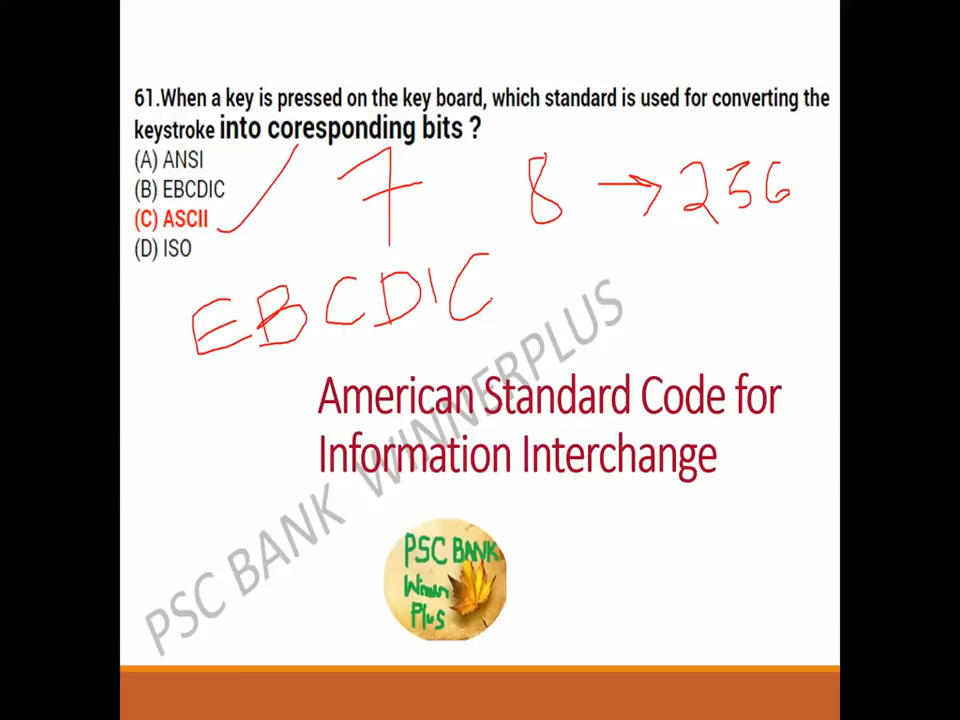 61.When a key is pressed on the key board, which standard is used for converting the
keystroke into coresponding bits ?
(A) ANSI
(B) EBCDIC
(C) ASCII
(D) ISO
7 8 → 256
EBCDIC
American Standard Code for
Information Interchange
PSC BANK WINNERPLUS
PSC BANK
Winner
Plus